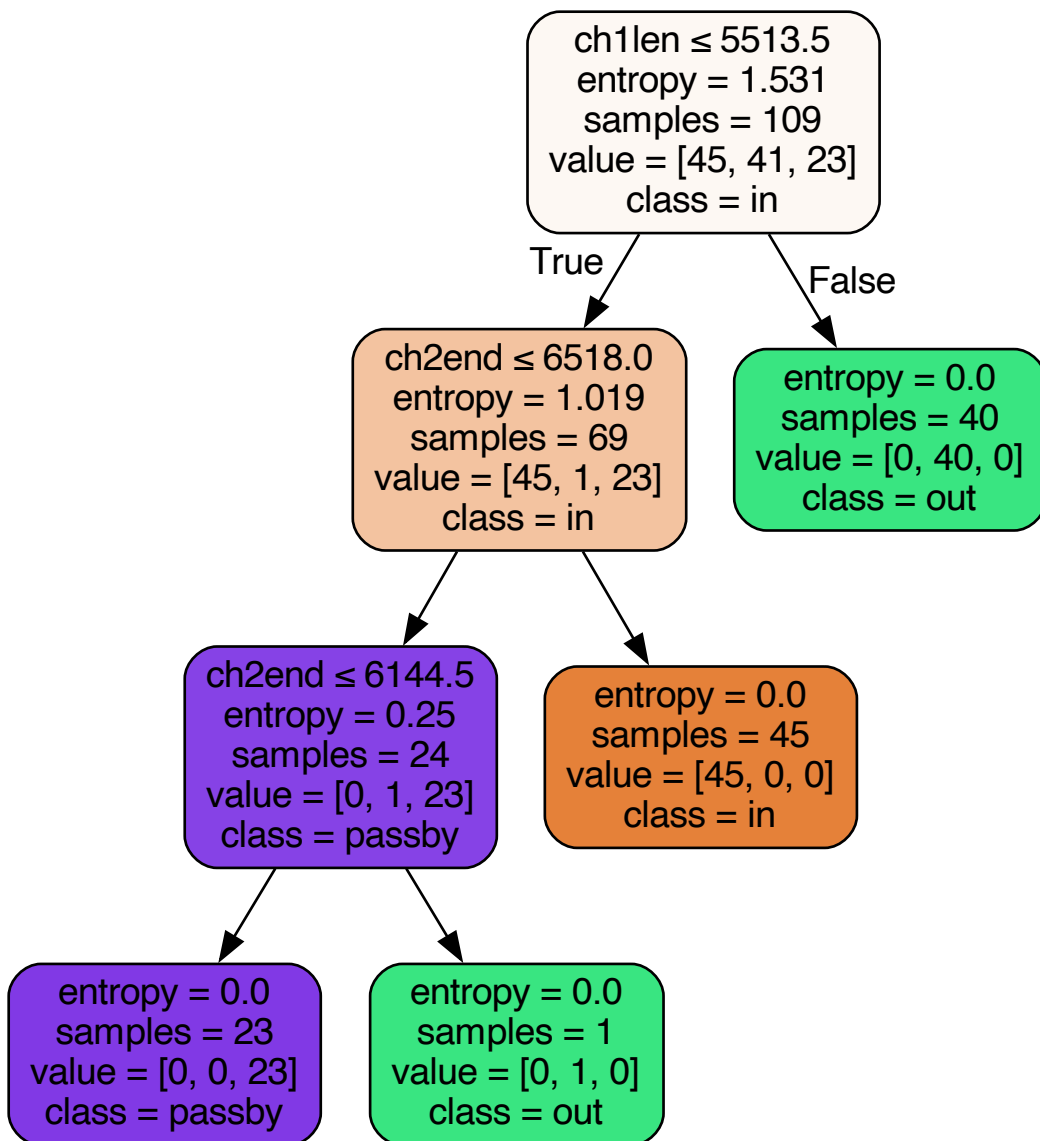 ch1len ≤ 5513.5
entropy = 1.531
samples = 109
value = [45, 41, 23]
class = in
True
False
ch2end ≤ 6518.0
entropy = 1.019
samples = 69
value = [45, 1, 23]
class = in
entropy = 0.0
samples = 40
value = [0, 40, 0]
class = out
ch2end ≤ 6144.5
entropy = 0.25
samples = 24
value = [0, 1, 23]
class = passby
entropy = 0.0
samples = 45
value = [45, 0, 0]
class = in
entropy = 0.0
samples = 23
value = [0, 0, 23]
class = passby
entropy = 0.0
samples = 1
value = [0, 1, 0]
class = out